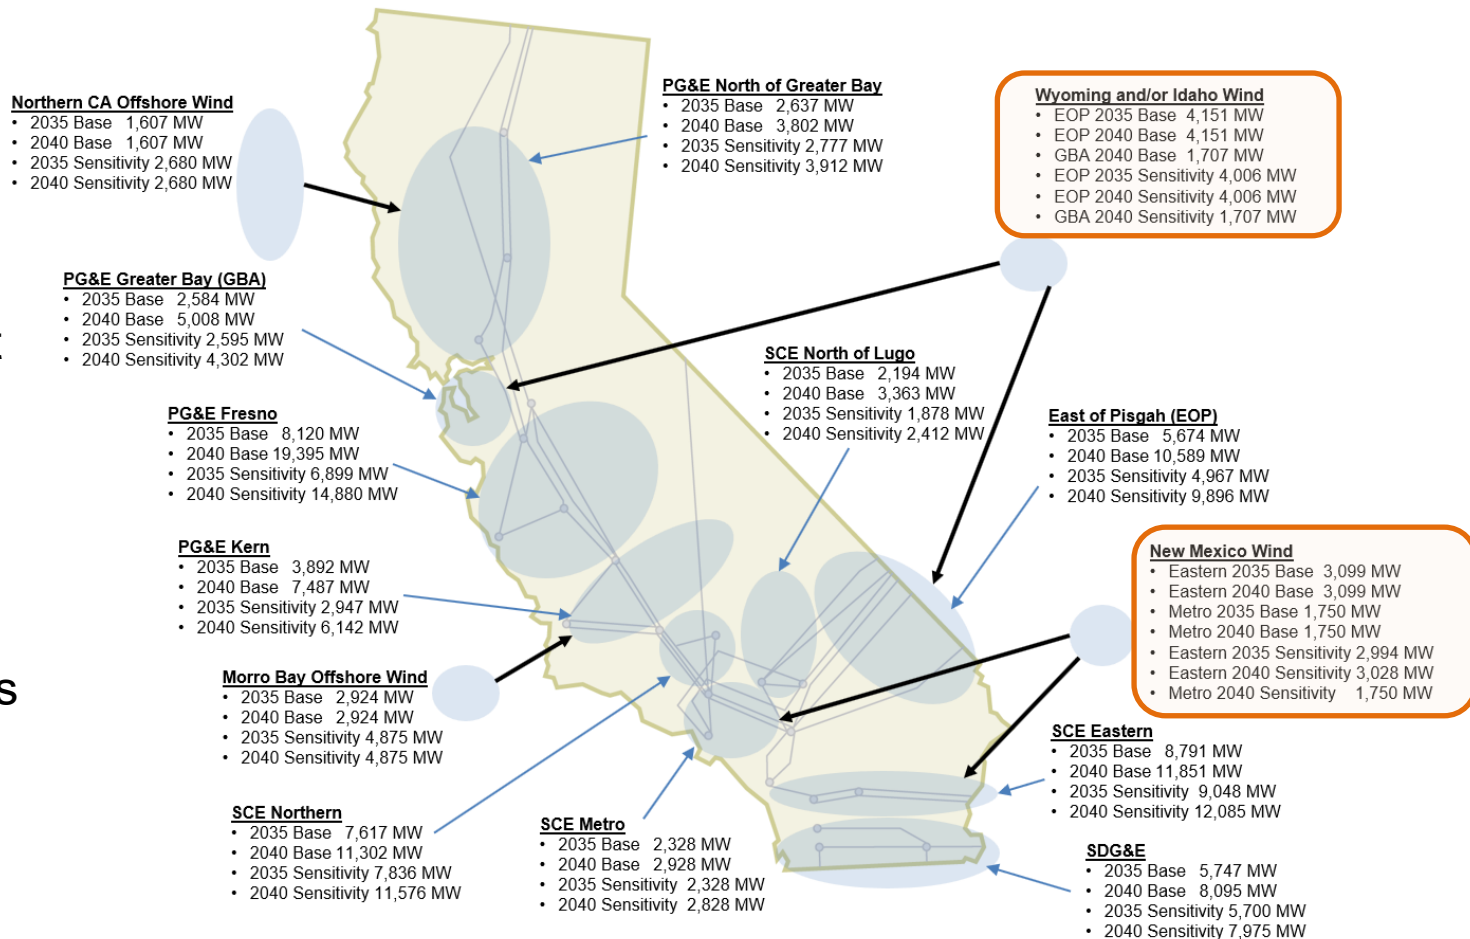 Northern CA Offshore Wind
• 2035 Base 1,607 MW
• 2040 Base 1,607 MW
• 2035 Sensitivity 2,680 MW
• 2040 Sensitivity 2,680 MW
PG&E North of Greater Bay
• 2035 Base 2,637 MW
• 2040 Base 3,802 MW
• 2035 Sensitivity 2,777 MW
• 2040 Sensitivity 3,912 MW
Wyoming and/or Idaho Wind
• EOP 2035 Base 4,151 MW
• EOP 2040 Base 4,151 MW
• GBA 2040 Base 1,707 MW
• EOP 2035 Sensitivity 4,006 MW
• EOP 2040 Sensitivity 4,006 MW
• GBA 2040 Sensitivity 1,707 MW
PG&E Greater Bay (GBA)
• 2035 Base 2,584 MW
• 2040 Base 5,008 MW
• 2035 Sensitivity 2,595 MW
• 2040 Sensitivity 4,302 MW
SCE North of Lugo
• 2035 Base 2,194 MW
• 2040 Base 3,363 MW
• 2035 Sensitivity 1,878 MW
• 2040 Sensitivity 2,412 MW
PG&E Fresno
• 2035 Base 8,120 MW
• 2040 Base 19,395 MW
• 2035 Sensitivity 6,899 MW
• 2040 Sensitivity 14,880 MW
East of Pisgah (EOP)
• 2035 Base 5,674 MW
• 2040 Base 10,589 MW
• 2035 Sensitivity 4,967 MW
• 2040 Sensitivity 9,896 MW
PG&E Kern
• 2035 Base 3,892 MW
• 2040 Base 7,487 MW
• 2035 Sensitivity 2,947 MW
• 2040 Sensitivity 6,142 MW
New Mexico Wind
• Eastern 2035 Base 3,099 MW
• Eastern 2040 Base 3,099 MW
• Metro 2035 Base 1,750 MW
• Metro 2040 Base 1,750 MW
• Eastern 2035 Sensitivity 2,994 MW
• Eastern 2040 Sensitivity 3,028 MW
• Metro 2040 Sensitivity 1,750 MW
Morro Bay Offshore Wind
• 2035 Base 2,924 MW
• 2040 Base 2,924 MW
• 2035 Sensitivity 4,875 MW
• 2040 Sensitivity 4,875 MW
s
SCE Eastern
• 2035 Base 8,791 MW
• 2040 Base 11,851 MW
• 2035 Sensitivity 9,048 MW
• 2040 Sensitivity 12,085 MW
SCE Northern
• 2035 Base 7,617 MW
• 2040 Base 11,302 MW
• 2035 Sensitivity 7,836 MW
• 2040 Sensitivity 11,576 MW
SCE Metro
• 2035 Base 2,328 MW
• 2040 Base 2,928 MW
• 2035 Sensitivity 2,328 MW
• 2040 Sensitivity 2,828 MW
SDG&E
• 2035 Base 5,747 MW
• 2040 Base 8,095 MW
• 2035 Sensitivity 5,700 MW
• 2040 Sensitivity 7,975 MW